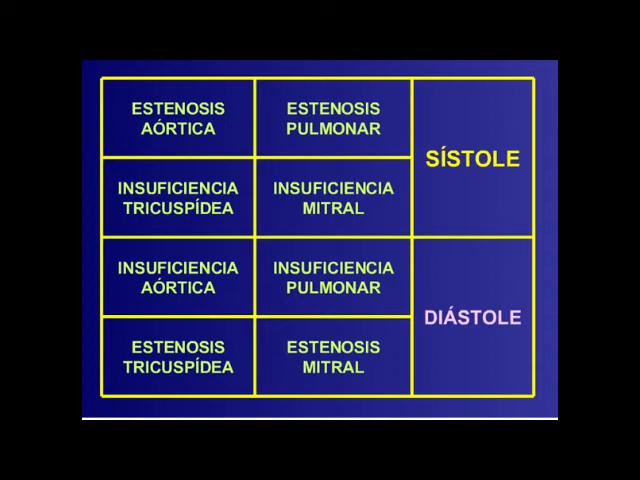 ESTENOSIS
AÓRTICA
ESTENOSIS
PULMONAR
SÍSTOLE
INSUFICIENCIA
TRICUSPÍDEA
INSUFICIENCIA
MITRAL
INSUFICIENCIA
AÓRTICA
INSUFICIENCIA
PULMONAR
DIÁSTOLE
ESTENOSIS
TRICUSPÍDEA
ESTENOSIS
MITRAL